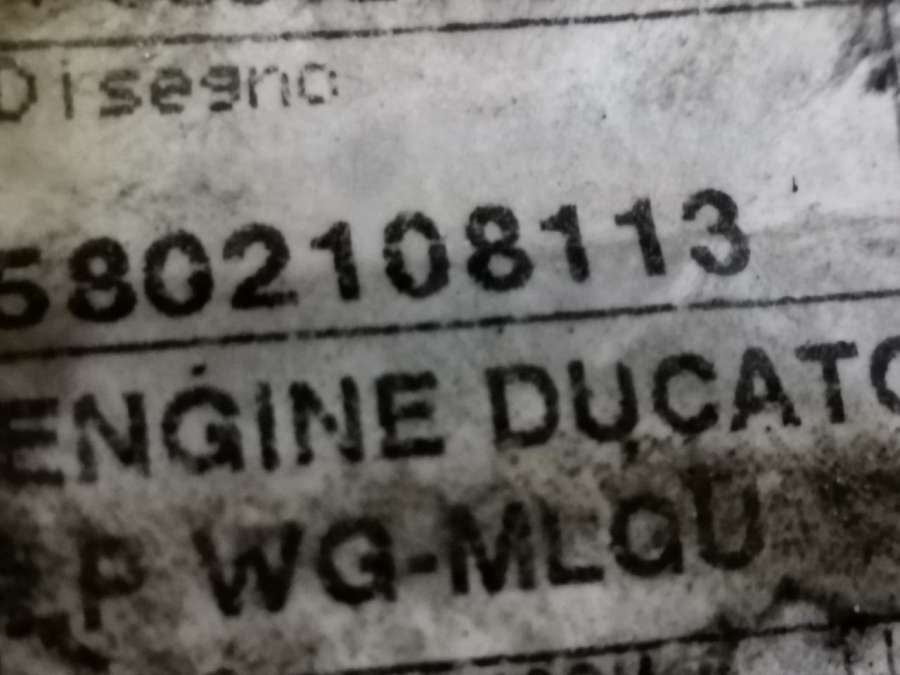 Disegno
5802108113
ENGINE DUCATO
WG-MLGU